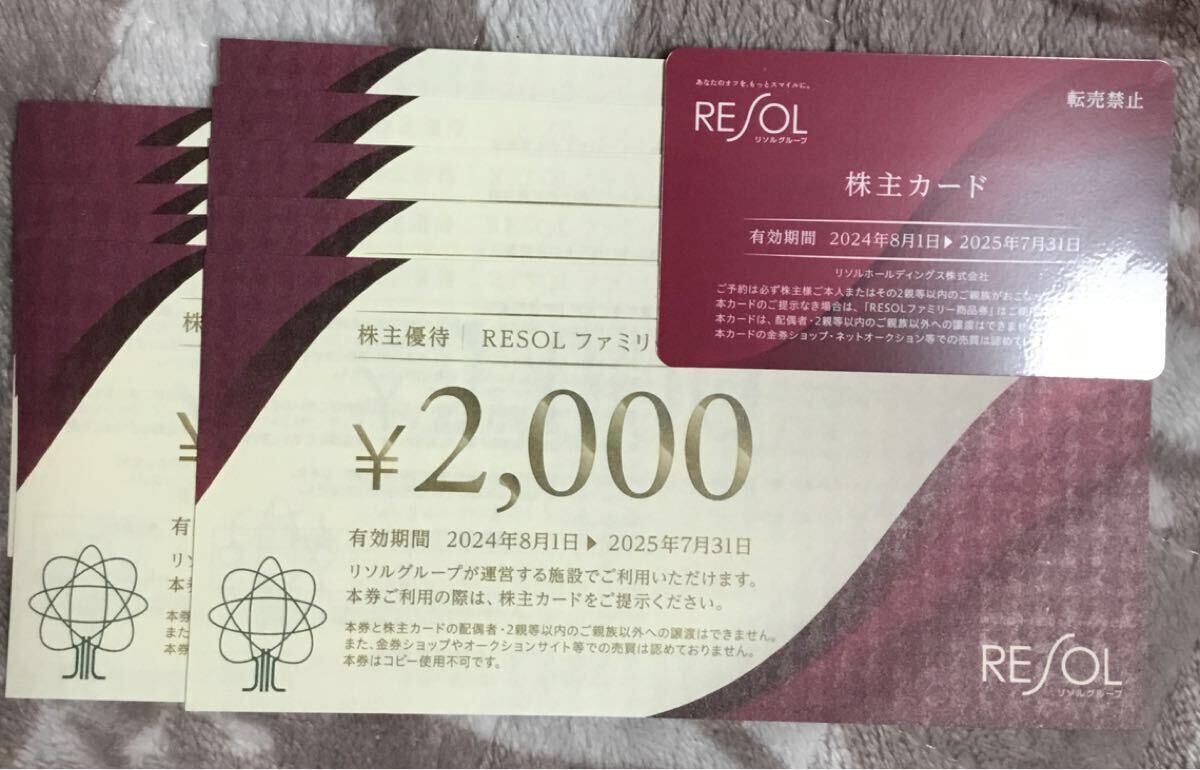 あなたのオフを、もっとスマイルに。
RESOL
リソルグループ
転売禁止
株主カード
有効期間 2024年8月1日▶2025年7月31日
リソルホールディングス株式会社
ご予約は必ず株主様ご本人またはその2親等以内のご親族がおこ
本カードのご提示なき場合は、「RESOLファミリー商品券」はご利用
本カードは、配偶者・2親等以内のご親族以外への譲渡はできませ
本カードの金券ショップ・ネットオークション等での売買は認めて
株主優待 RESOL ファミリ
¥2,000
有効期間 2024年8月1日▶2025年7月31日
リソルグループが運営する施設でご利用いただけます。
本券ご利用の際は、株主カードをご提示ください。
本券と株主カードの配偶者・2親等以内のご親族以外への譲渡はできません。
また、金券ショップやオークションサイト等での売買は認めておりません。
本券はコピー使用不可です。
RESOL
リソルグループ
株
¥
有
リソ
本券
本券
また
本券